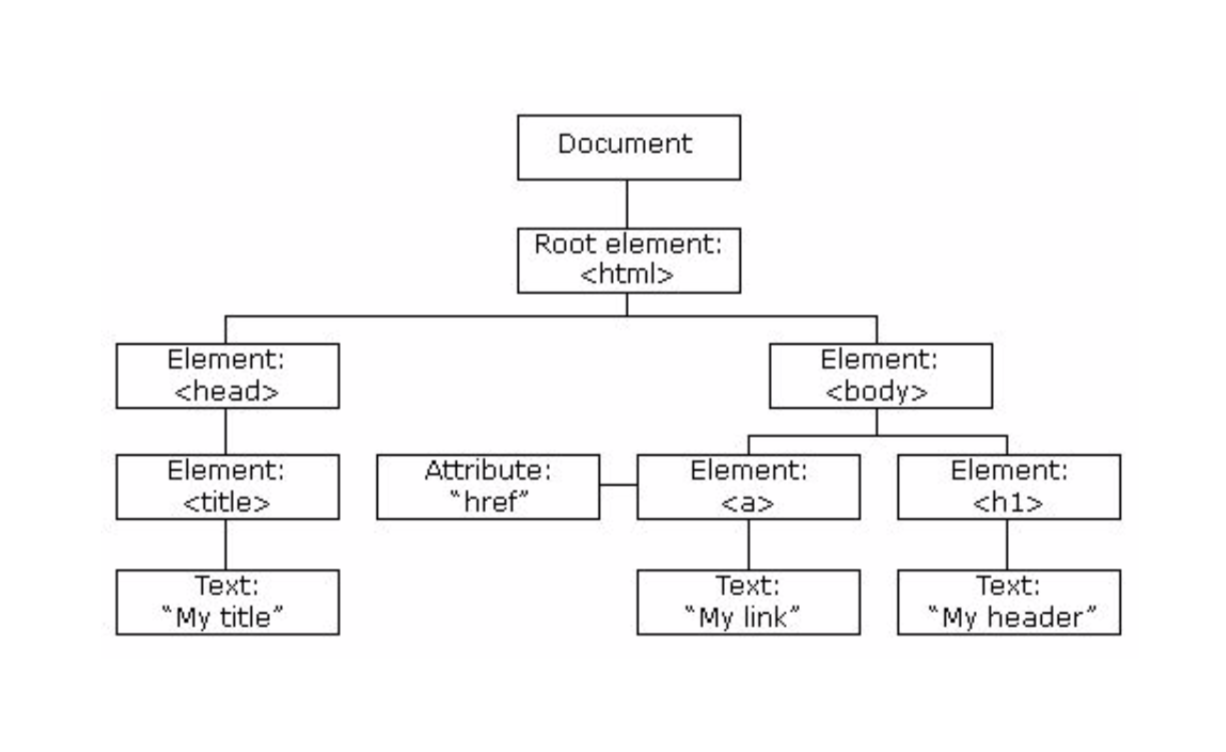 Document
Root element:
<html>
Element:
<head>
Element:
<body>
Element:
<title>
Attribute:
“href”
Element:
<a>
Element:
<h1>
Text:
“My title”
Text:
“My link”
Text:
“My header”